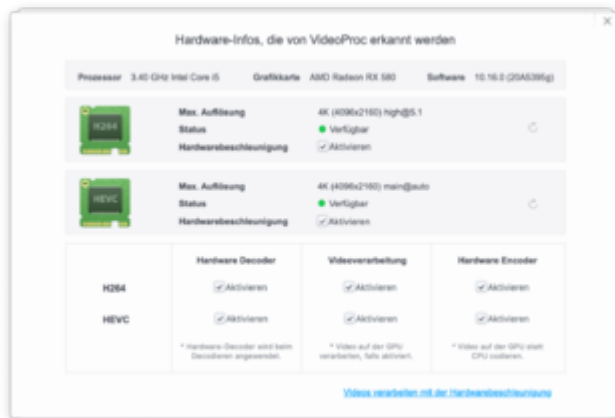 Hardware-Infos, die von VideoProc erkannt werden
Prozessor 3.40 GHz Intel Core i5 Grafikkarte AMD Radeon RX 580 Software 10.16.0 (20A5395g)
H264
Max. Auflösung 4K (4096x2160) high@5.1
Status Verfügbar
Hardwarebeschleunigung Aktivieren
HEVC
Max. Auflösung 4K (4096x2160) main@auto
Status Verfügbar
Hardwarebeschleunigung Aktivieren
Hardware Decoder Videoverarbeitung Hardware Encoder
H264 Aktivieren Aktivieren Aktivieren
HEVC Aktivieren Aktivieren Aktivieren
* Hardware-Decoder wird beim * Video auf der GPU * Video auf der GPU statt
Decodieren angewendet. verarbeiten, falls aktiviert. CPU codieren.
Videos verarbeiten mit der Hardwarebeschleunigung